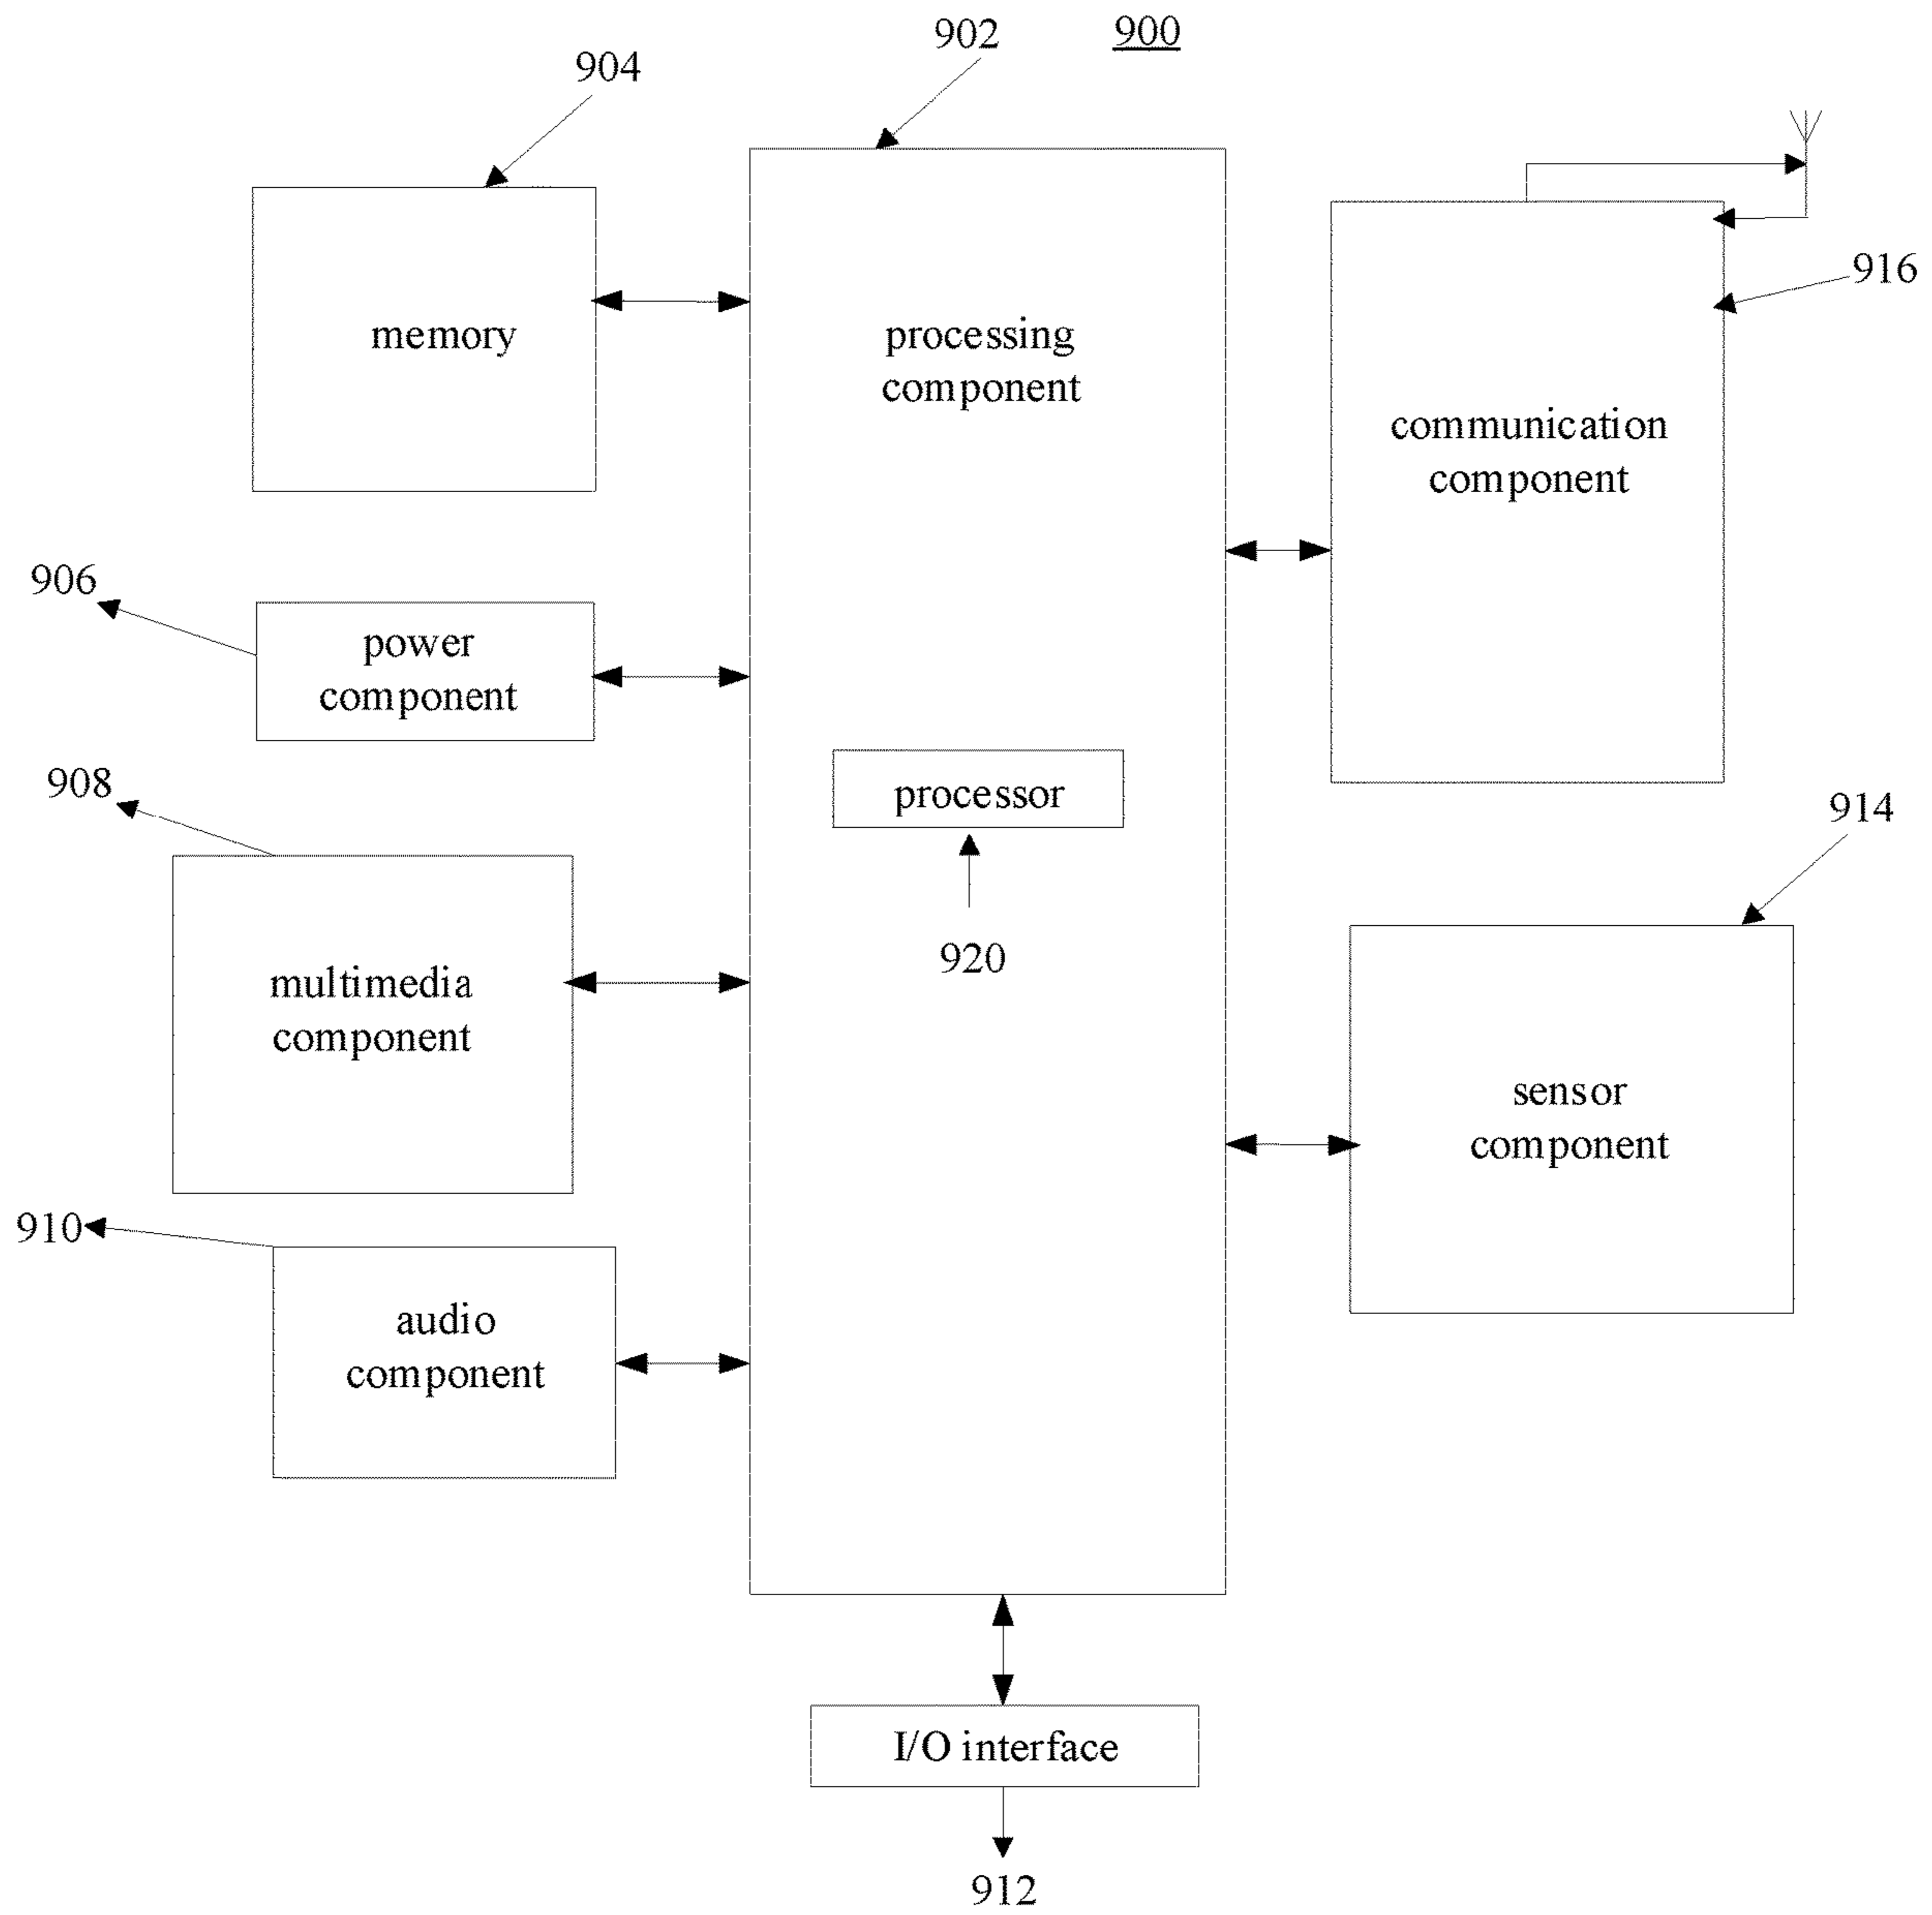 900
902
904
memory
processing
component
916
communication
component
906
power
component
908
processor
914
920
multimedia
component
sensor
component
910
audio
component
I/O interface
912